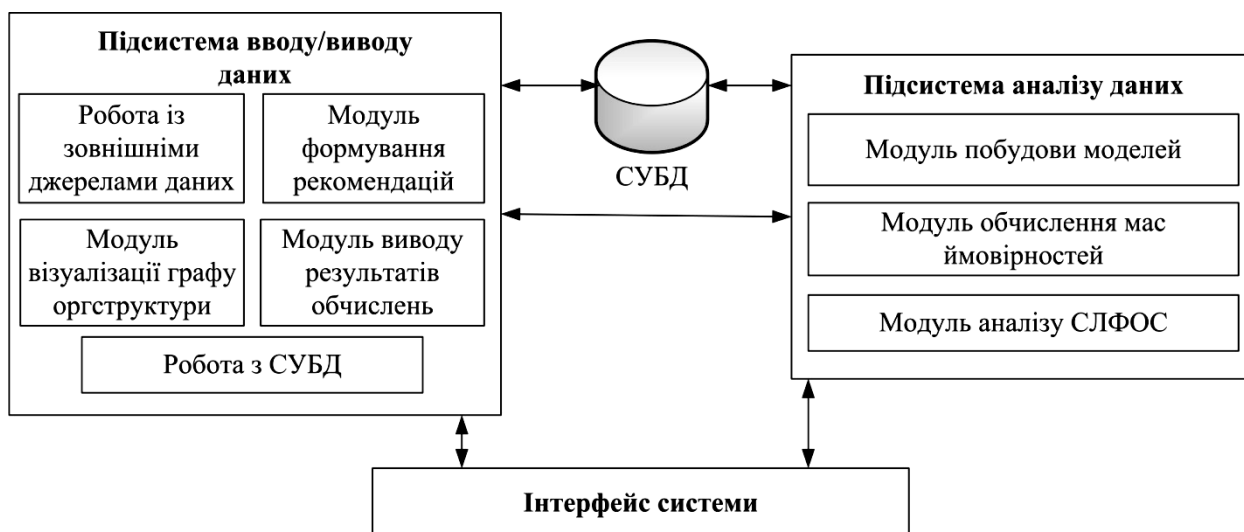 Підсистема вводу/виводу
даних
Робота із
зовнішніми
джерелами даних
Модуль
формування
рекомендацій
Модуль
візуалізації графу
оргструктури
Модуль виводу
результатів
обчислень
Робота з СУБД
СУБД
Підсистема аналізу даних
Модуль побудови моделей
Модуль обчислення мас
ймовірностей
Модуль аналізу СЛФОС
Інтерфейс системи